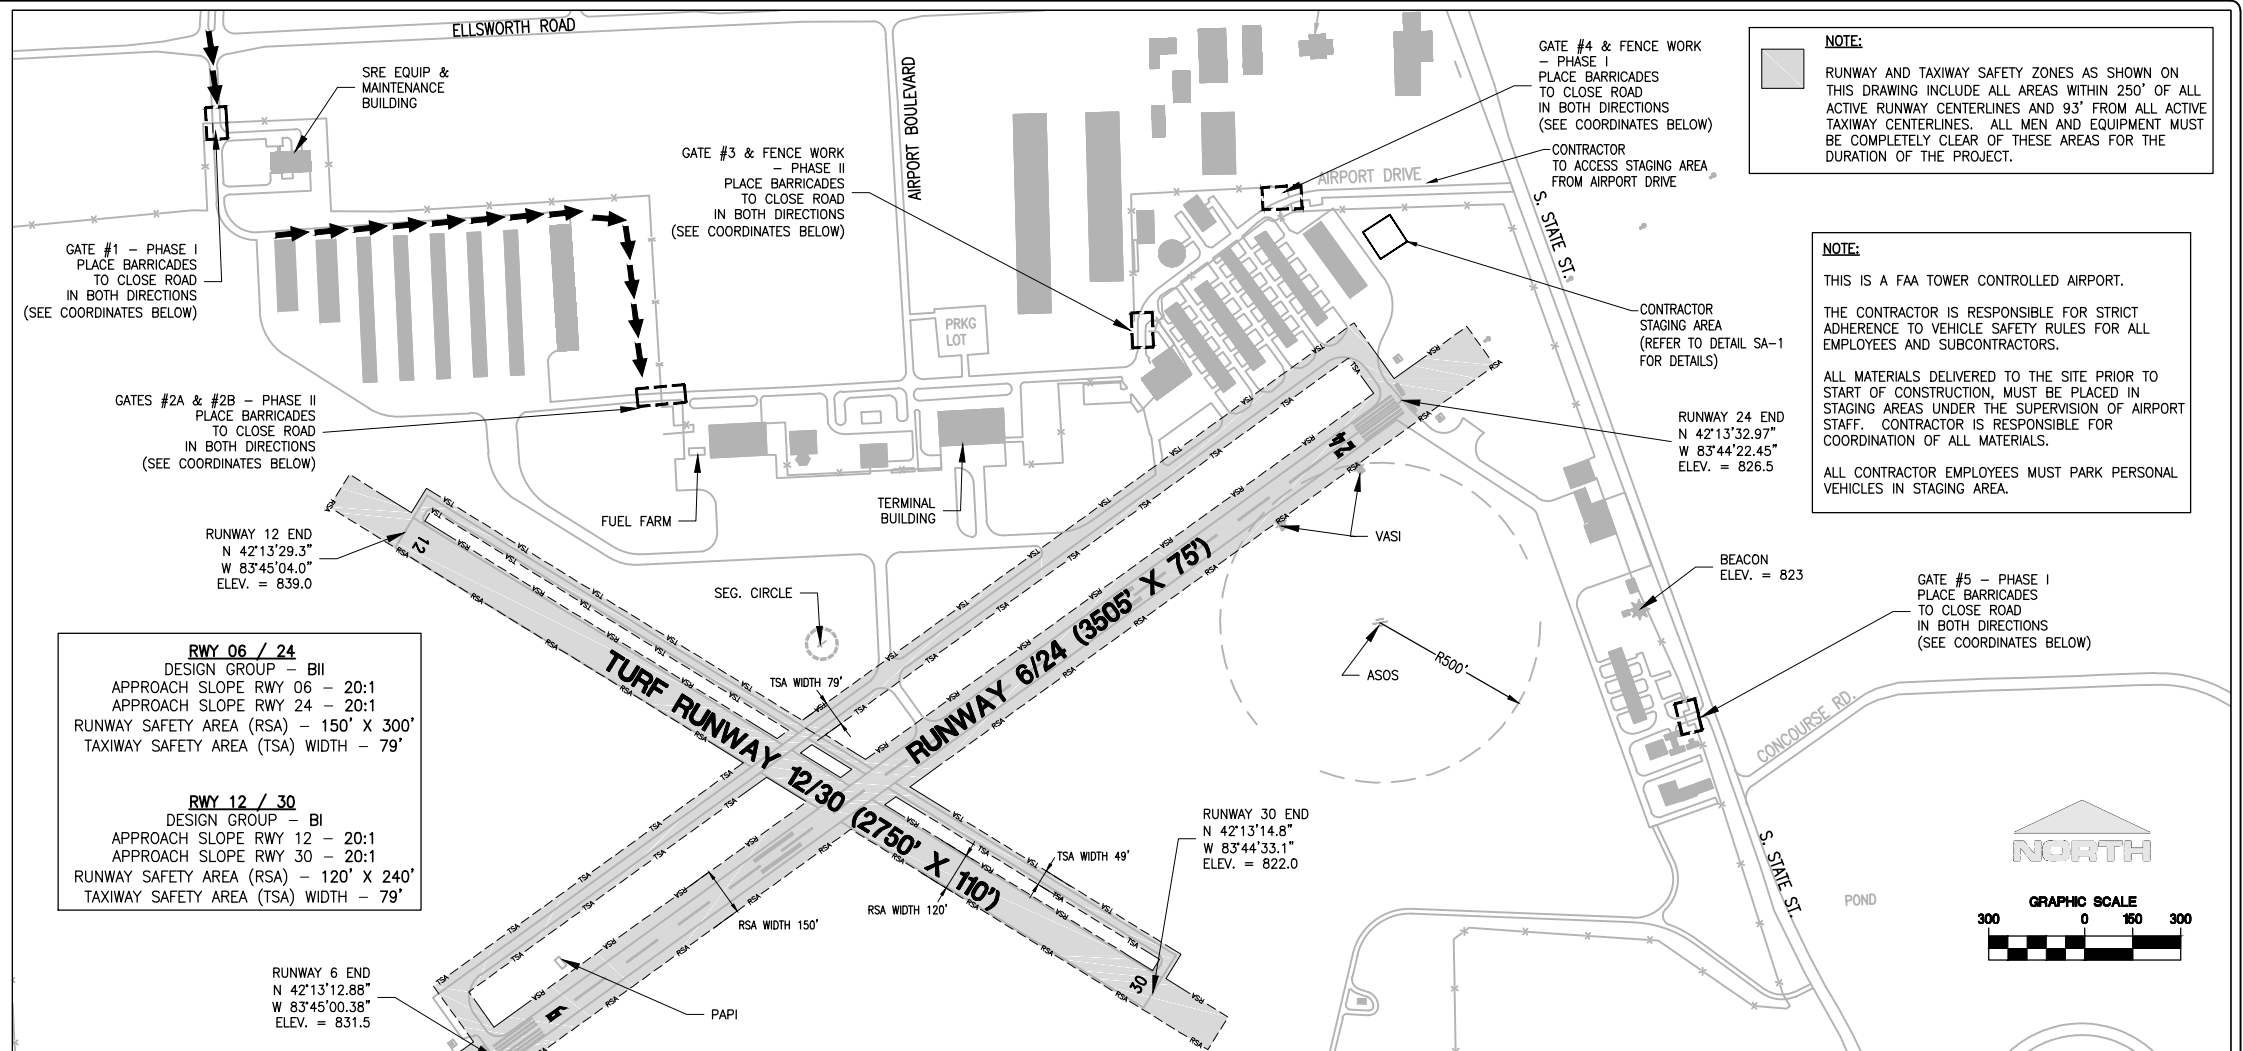 ELLSWORTH ROAD
SRE EQUIP &
MAINTENANCE
BUILDING
AIRPORT BOULEVARD
GATE #3 & FENCE WORK
- PHASE II
PLACE BARRICADES
TO CLOSE ROAD
IN BOTH DIRECTIONS
(SEE COORDINATES BELOW)
GATE #4 & FENCE WORK
- PHASE I
PLACE BARRICADES
TO CLOSE ROAD
IN BOTH DIRECTIONS
(SEE COORDINATES BELOW)
CONTRACTOR
TO ACCESS STAGING AREA
FROM AIRPORT DRIVE
AIRPORT DRIVE
S. STATE ST.
NOTE:
RUNWAY AND TAXIWAY SAFETY ZONES AS SHOWN ON
THIS DRAWING INCLUDE ALL AREAS WITHIN 250' OF ALL
ACTIVE RUNWAY CENTERLINES AND 93' FROM ALL ACTIVE
TAXIWAY CENTERLINES. ALL MEN AND EQUIPMENT MUST
BE COMPLETELY CLEAR OF THESE AREAS FOR THE
DURATION OF THE PROJECT.
NOTE:
THIS IS A FAA TOWER CONTROLLED AIRPORT.
THE CONTRACTOR IS RESPONSIBLE FOR STRICT
ADHERENCE TO VEHICLE SAFETY RULES FOR ALL
EMPLOYEES AND SUBCONTRACTORS.
ALL MATERIALS DELIVERED TO THE SITE PRIOR TO
START OF CONSTRUCTION, MUST BE PLACED IN
STAGING AREAS UNDER THE SUPERVISION OF AIRPORT
STAFF. CONTRACTOR IS RESPONSIBLE FOR
COORDINATION OF ALL MATERIALS.
ALL CONTRACTOR EMPLOYEES MUST PARK PERSONAL
VEHICLES IN STAGING AREA.
GATE #1 - PHASE I
PLACE BARRICADES
TO CLOSE ROAD
IN BOTH DIRECTIONS
(SEE COORDINATES BELOW)
PRKG
LOT
CONTRACTOR
STAGING AREA
(REFER TO DETAIL SA-1
FOR DETAILS)
GATES #2A & #2B - PHASE II
PLACE BARRICADES
TO CLOSE ROAD
IN BOTH DIRECTIONS
(SEE COORDINATES BELOW)
RUNWAY 24 END
N 42°13'32.97"
W 83°44'22.45"
ELEV. = 826.5
FUEL FARM
TERMINAL
BUILDING
24
VASI
RUNWAY 12 END
N 42°13'29.3"
W 83°45'04.0"
ELEV. = 839.0
12
SEG. CIRCLE
BEACON
ELEV. = 823
GATE #5 - PHASE I
PLACE BARRICADES
TO CLOSE ROAD
IN BOTH DIRECTIONS
(SEE COORDINATES BELOW)
ASOS
R500'
RWY 06 / 24
DESIGN GROUP - BII
APPROACH SLOPE RWY 06 - 20:1
APPROACH SLOPE RWY 24 - 20:1
RUNWAY SAFETY AREA (RSA) - 150' X 300'
TAXIWAY SAFETY AREA (TSA) WIDTH - 79'
RWY 12 / 30
DESIGN GROUP - BI
APPROACH SLOPE RWY 12 - 20:1
APPROACH SLOPE RWY 30 - 20:1
RUNWAY SAFETY AREA (RSA) - 120' X 240'
TAXIWAY SAFETY AREA (TSA) WIDTH - 79'
TSA WIDTH 79'
RUNWAY 6/24 (3505' X 75')
TURF RUNWAY 12/30 (2750' X 110')
CONCOURSE RD.
RUNWAY 30 END
N 42°13'14.8"
W 83°44'33.1"
ELEV. = 822.0
TSA WIDTH 49'
RSA WIDTH 120'
RSA WIDTH 150'
S. STATE ST.
POND
NORTH
GRAPHIC SCALE
300 0 150 300
RUNWAY 6 END
N 42°13'12.88"
W 83°45'00.38"
ELEV. = 831.5
PAPI
6
30
RSA
TSA